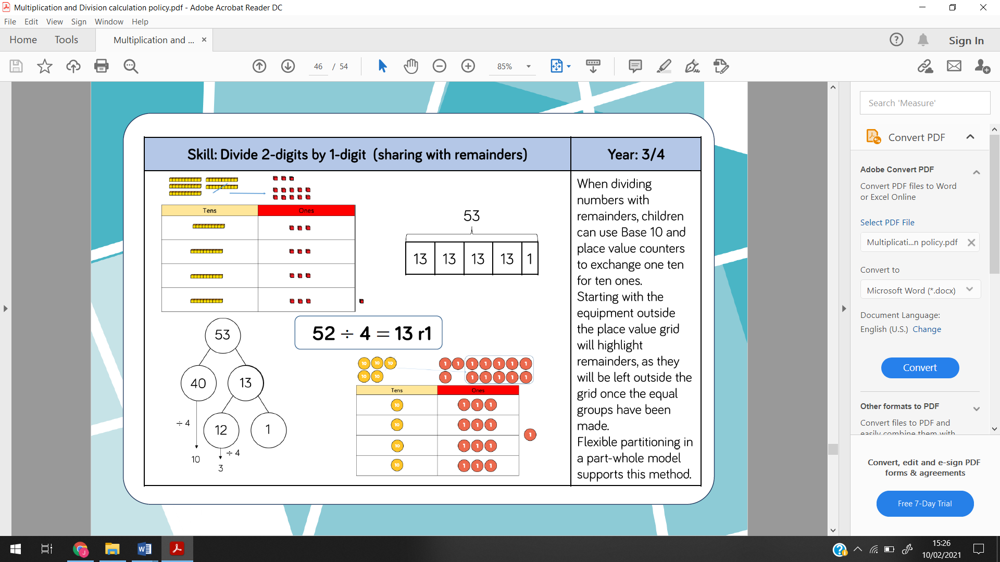 Multiplication and Division calculation policy.pdf - Adobe Acrobat Reader DC
File Edit View Sign Window Help
Home Tools Multiplication and ... × Sign In
46 / 54 85%
Skill: Divide 2-digits by 1-digit (sharing with remainders) Year: 3/4
Tens Ones
53
13 13 13 13 1
52 ÷ 4 = 13 r1
53
40 13
÷ 4
12 1
÷ 4
10
3
10 10 10 1 1 1 1 1 1 1
10 10 1 1 1 1 1 1
Tens Ones
10 1 1 1
10 1 1 1
1
10 1 1 1
10 1 1 1
When dividing
numbers with
remainders, children
can use Base 10 and
place value counters
to exchange one ten
for ten ones.
Starting with the
equipment outside
the place value grid
will highlight
remainders, as they
will be left outside the
grid once the equal
groups have been
made.
Flexible partitioning in
a part-whole model
supports this method.
Search 'Measure'
Convert PDF
Adobe Convert PDF
Convert PDF files to Word
or Excel Online
Select PDF File
Multiplicati...n policy.pdf
Convert to
Microsoft Word (*.docx)
Document Language:
English (U.S.) Change
Convert
Other formats to PDF
Convert files to PDF and
easily combine them with
Convert, edit and e-sign PDF
forms & agreements
Free 7-Day Trial
15:26
10/02/2021